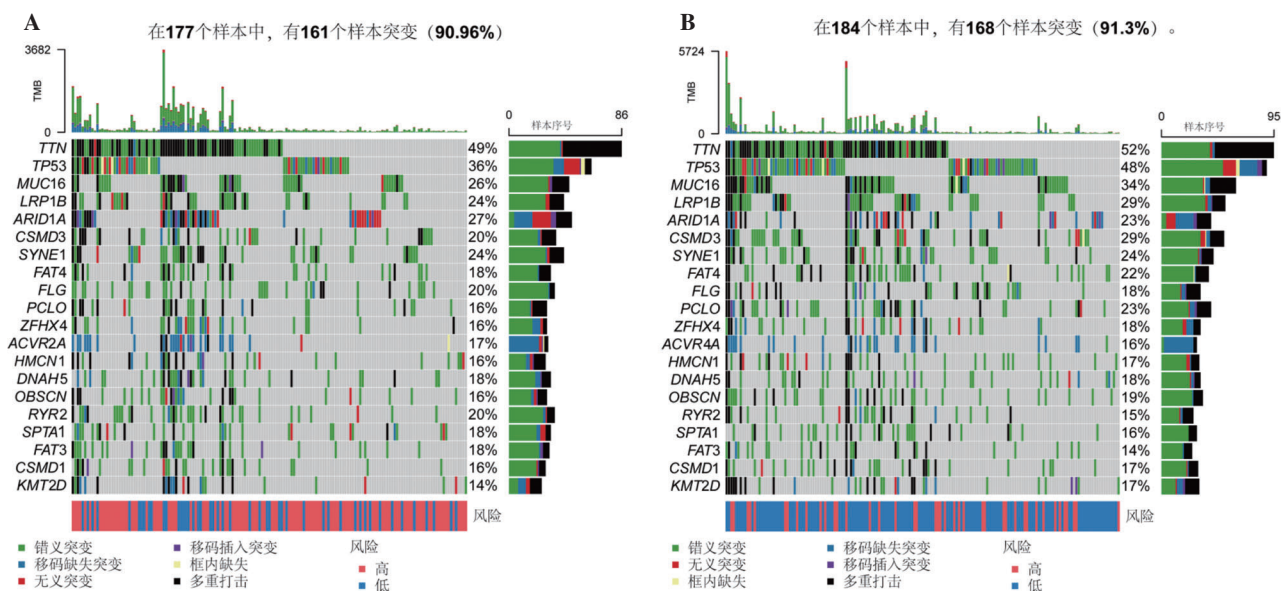 A
在177个样本中，有161个样本突变（90.96%）
3682
TMB
0
0 86
样本序号
TTN 49%
TP53 36%
MUC16 26%
LRP1B 24%
ARID1A 27%
CSMD3 20%
SYNE1 24%
FAT4 18%
FLG 20%
PCLO 16%
ZFHX4 16%
ACVR2A 17%
HMCN1 16%
DNAH5 18%
OBSCN 16%
RYR2 20%
SPTA1 18%
FAT3 18%
CSMD1 16%
KMT2D 14%
风险
错义突变 移码插入突变 风险
移码缺失突变 框内缺失 高
无义突变 多重打击 低
B
在184个样本中，有168个样本突变（91.3%）。
5724
TMB
0
0 95
样本序号
TTN 52%
TP53 48%
MUC16 34%
LRP1B 29%
ARID1A 23%
CSMD3 29%
SYNE1 24%
FAT4 22%
FLG 18%
PCLO 23%
ZFHX4 18%
ACVR4A 16%
HMCN1 17%
DNAH5 18%
OBSCN 19%
RYR2 15%
SPTA1 16%
FAT3 14%
CSMD1 17%
KMT2D 17%
风险
错义突变 移码缺失突变 风险
无义突变 移码插入突变 高
框内缺失 多重打击 低